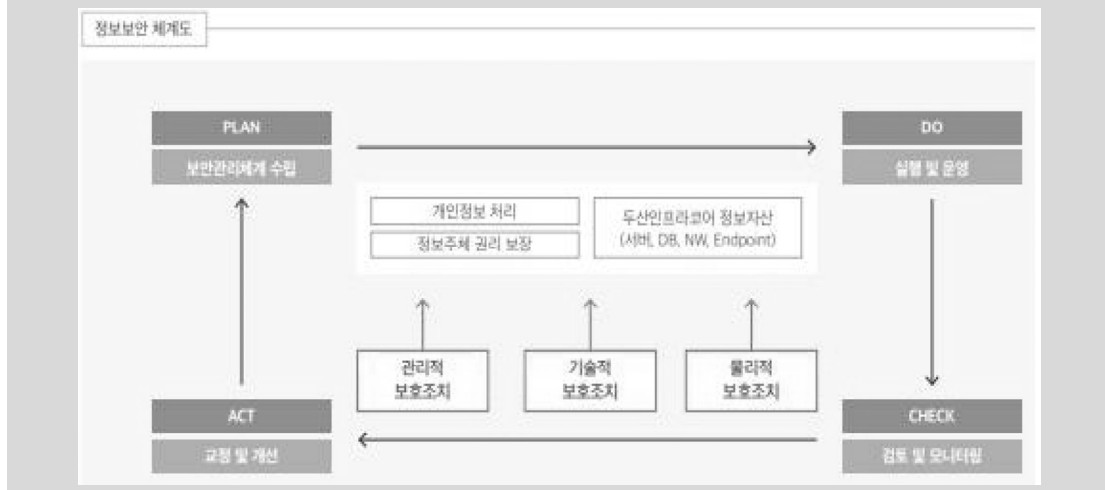 정보보안 체계도
PLAN
보안관리체계 수립
DO
실행 및 운영
개인정보 처리
정보주체 권리 보장
두산인프라코어 정보자산
(서버, DB, NW, Endpoint)
관리적
보호조치
기술적
보호조치
물리적
보호조치
ACT
교정 및 개선
CHECK
검토 및 모니터링